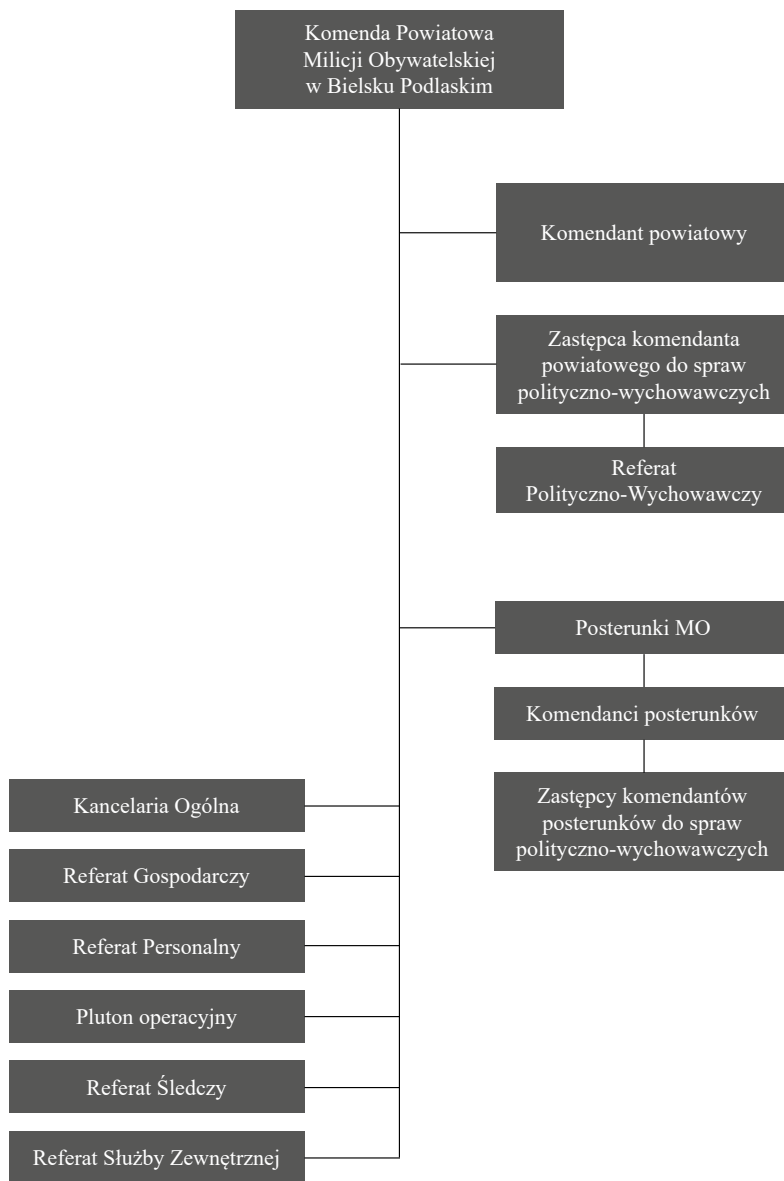 Komenda Powiatowa
Milicji Obywatelskiej
w Bielsku Podlaskim
Komendant powiatowy
Zastępca komendanta
powiatowego do spraw
polityczno-wychowawczych
Referat
Polityczno-Wychowawczy
Posterunki MO
Komendanci posterunków
Zastępcy komendantów
posterunków do spraw
polityczno-wychowawczych
Kancelaria Ogólna
Referat Gospodarczy
Referat Personalny
Pluton operacyjny
Referat Śledczy
Referat Służby Zewnętrznej